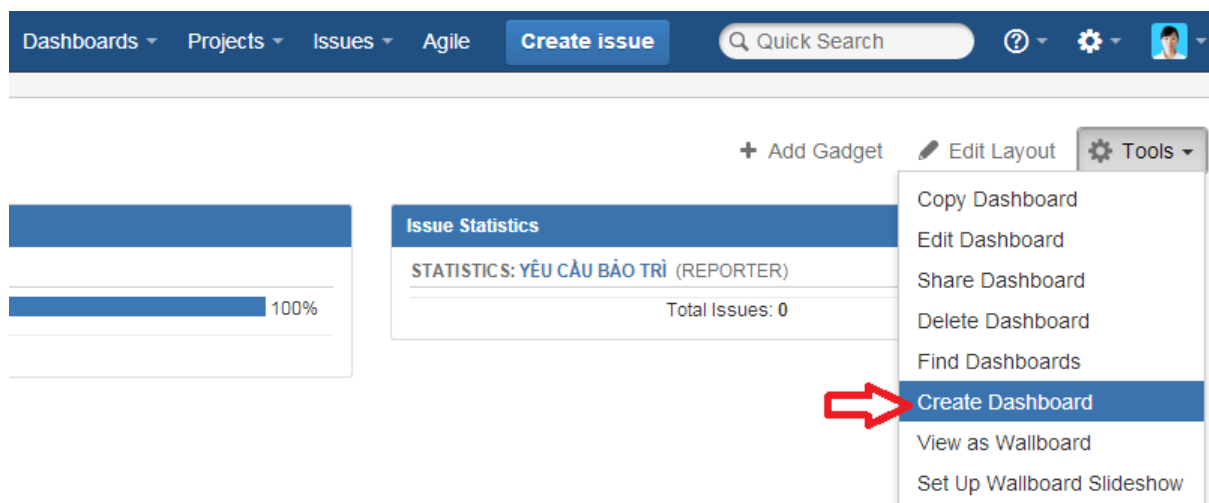 Dashboards Projects Issues Agile Create issue Quick Search
Add Gadget Edit Layout Tools
Copy Dashboard
Edit Dashboard
Share Dashboard
Delete Dashboard
Find Dashboards
Create Dashboard
View as Wallboard
Set Up Wallboard Slideshow
100%
Issue Statistics
STATISTICS: YÊU CẦU BẢO TRÌ (REPORTER)
Total Issues: 0